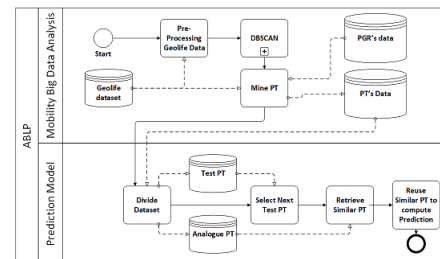 ABLP
Mobility Big Data Analysis
Start
Pre-
Processing
Geolife Data
DBSCAN
PGR's data
Geolife
dataset
Mine PT
PT's Data
Prediction Model
Test PT
Divide
Dataset
Select Next
Test PT
Retrieve
Similar PT
Reuse
Similar PT to
compute
Prediction
Analogue PT